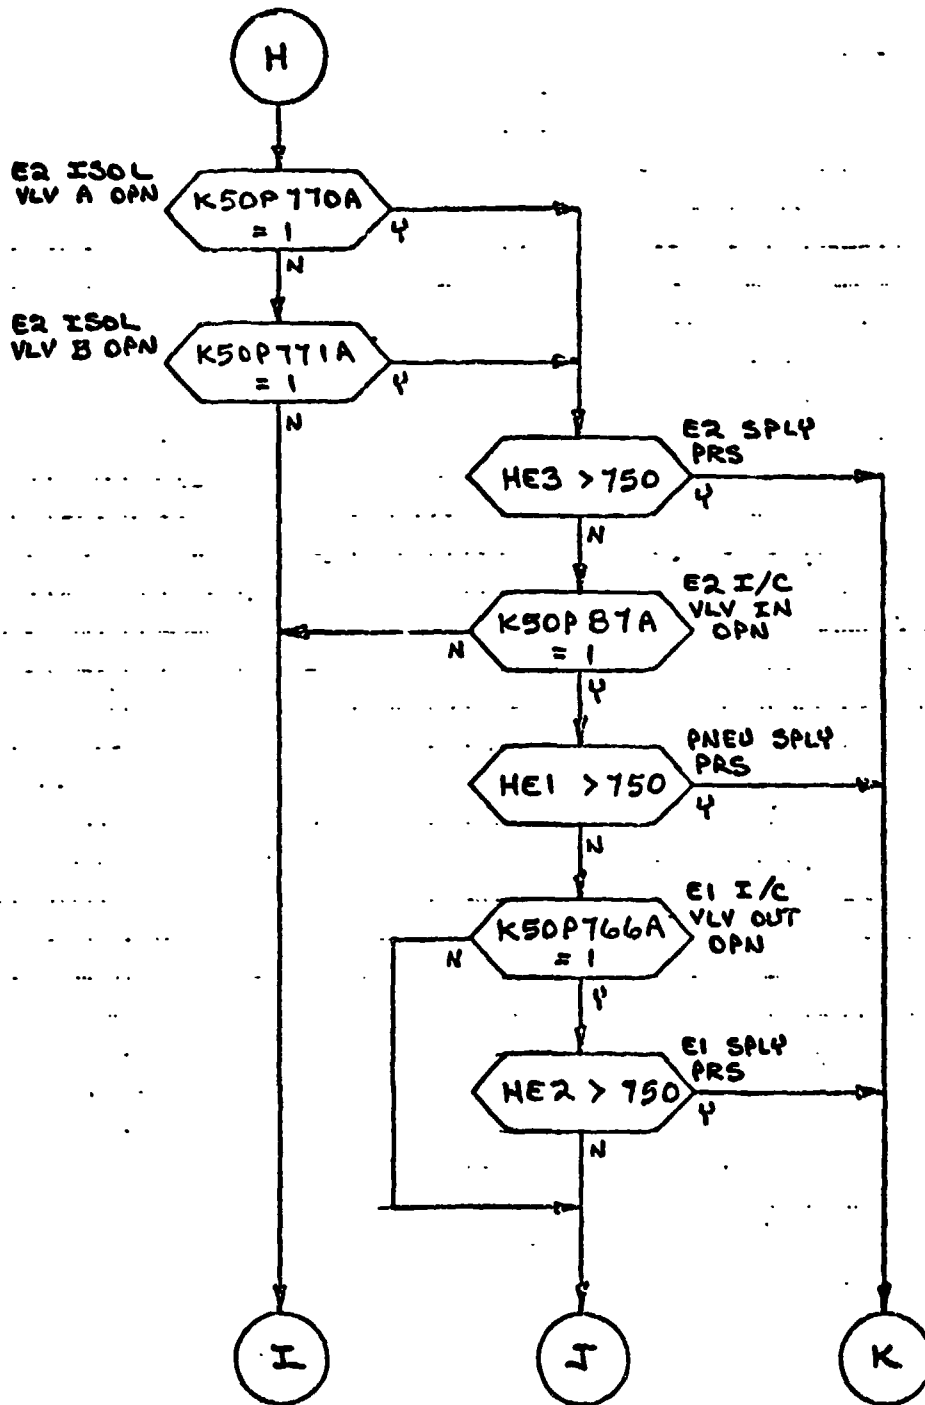 H
E2 ISOL
VLV A OPN
K50P770A
= 1
Y
N
E2 ISOL
VLV B OPN
K50P771A
= 1
Y
N
E2 SPLY
PRS
HE3 > 750
Y
N
E2 I/C
VLV IN
OPN
K50P87A
= 1
N
Y
PNEU SPLY
PRS
HE1 > 750
Y
N
E1 I/C
VLV OUT
OPN
K50P766A
= 1
N
Y
E1 SPLY
PRS
HE2 > 750
Y
N
I
J
K